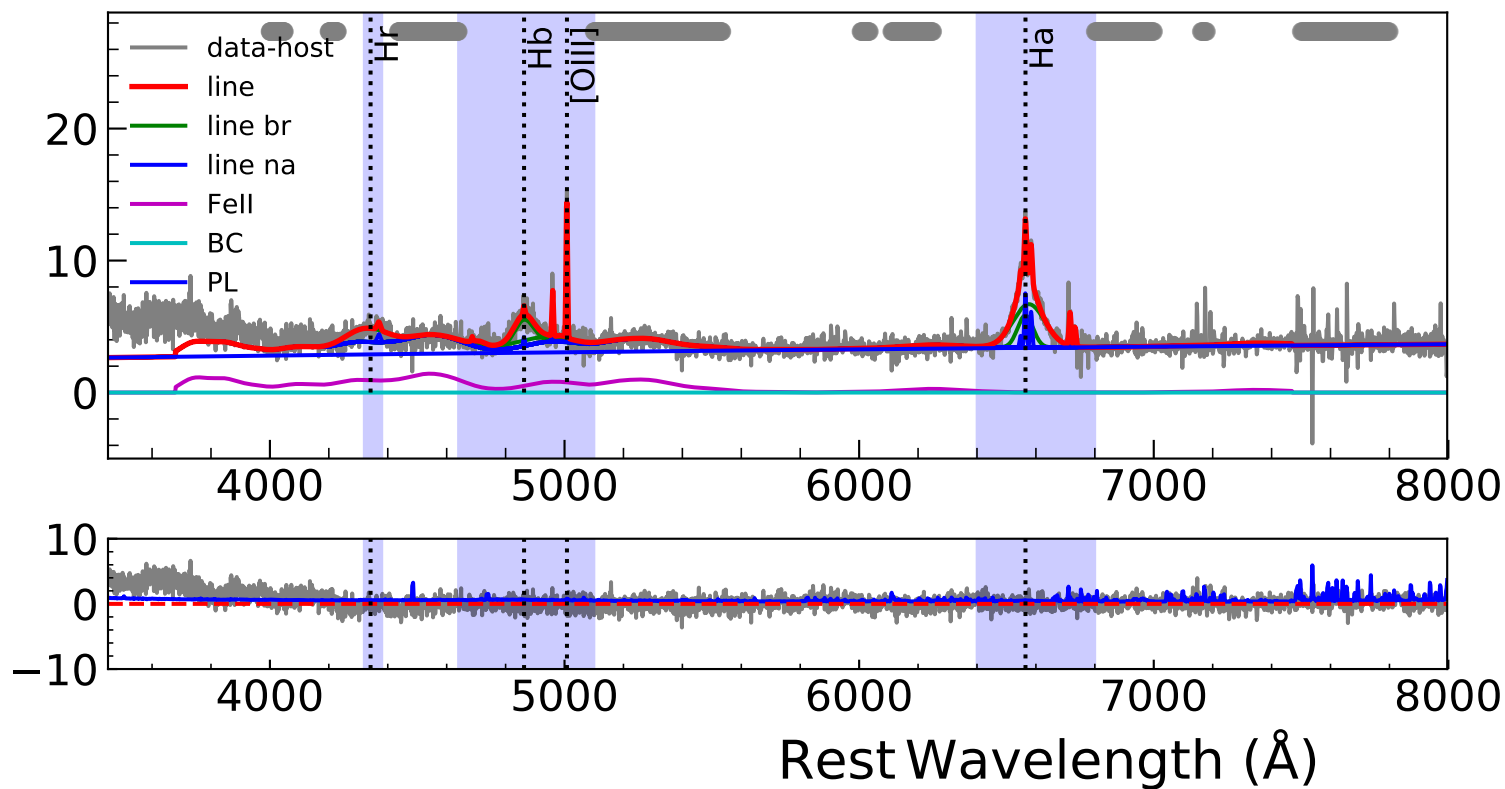 data-host
line
line br
line na
FeII
BC
PL
Hr
Hb
[OIII]
Ha
20
10
0
4000 5000 6000 7000 8000
10
0
−10
4000 5000 6000 7000 8000
Rest Wavelength (Å)